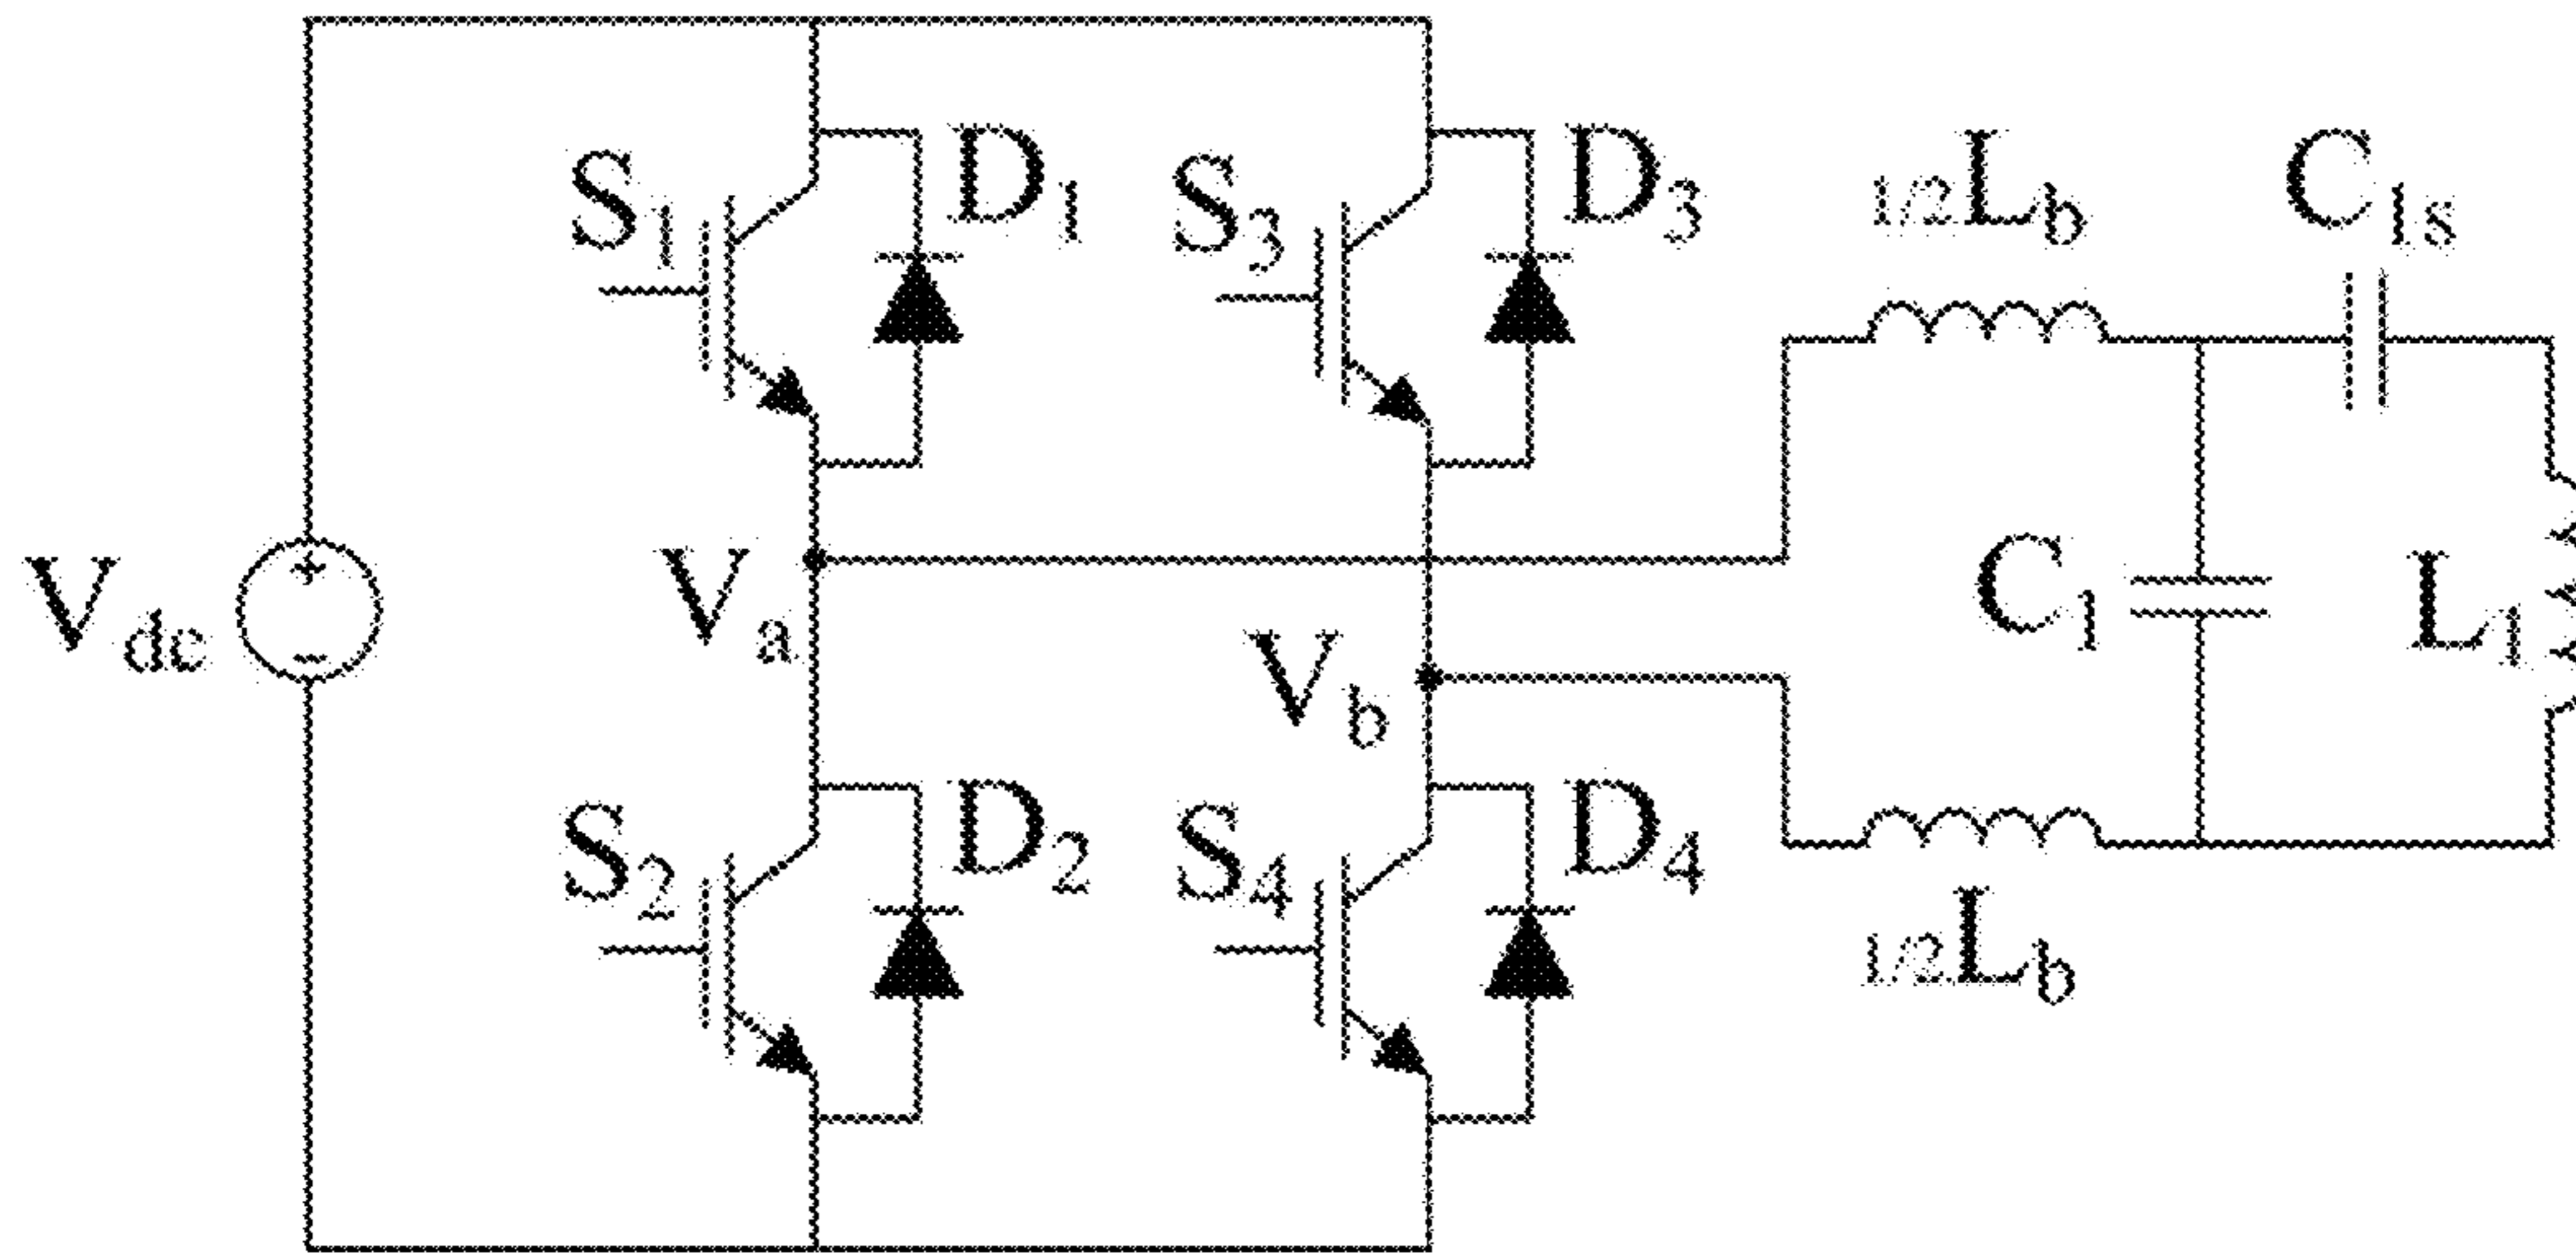 S1 D1 S3 D3 1/2Lb C1s
Vdc + − Va Vb C1 L1
S2 D2 S4 D4 1/2Lb